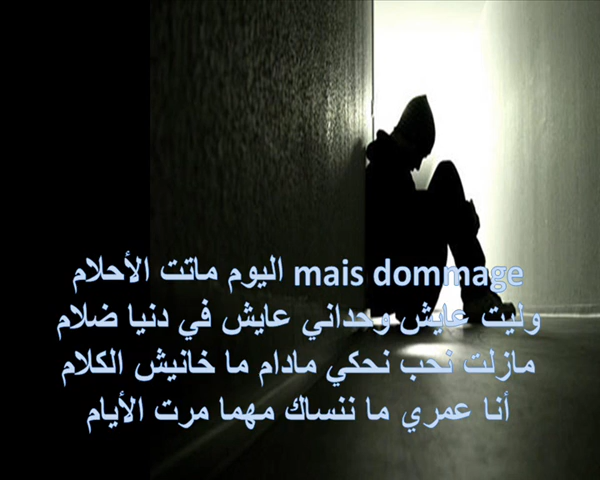 mais dommage اليوم ماتت الأحلام
وليت عايش وحداني عايش في دنيا ضلام
مازلت نحب نحكي مادام ما خانيش الكلام
أنا عمري ما ننساك مهما مرت الأيام